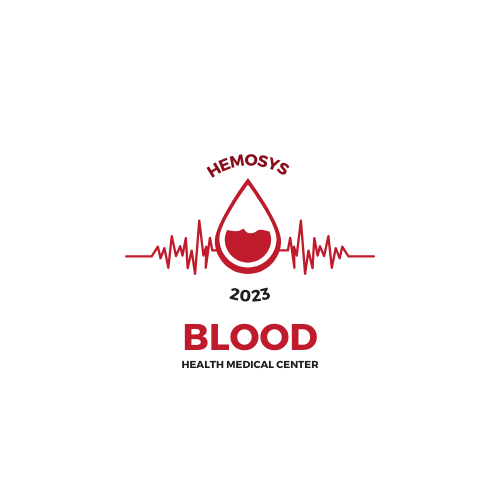 HEMOSYS
2023
BLOOD
HEALTH MEDICAL CENTER